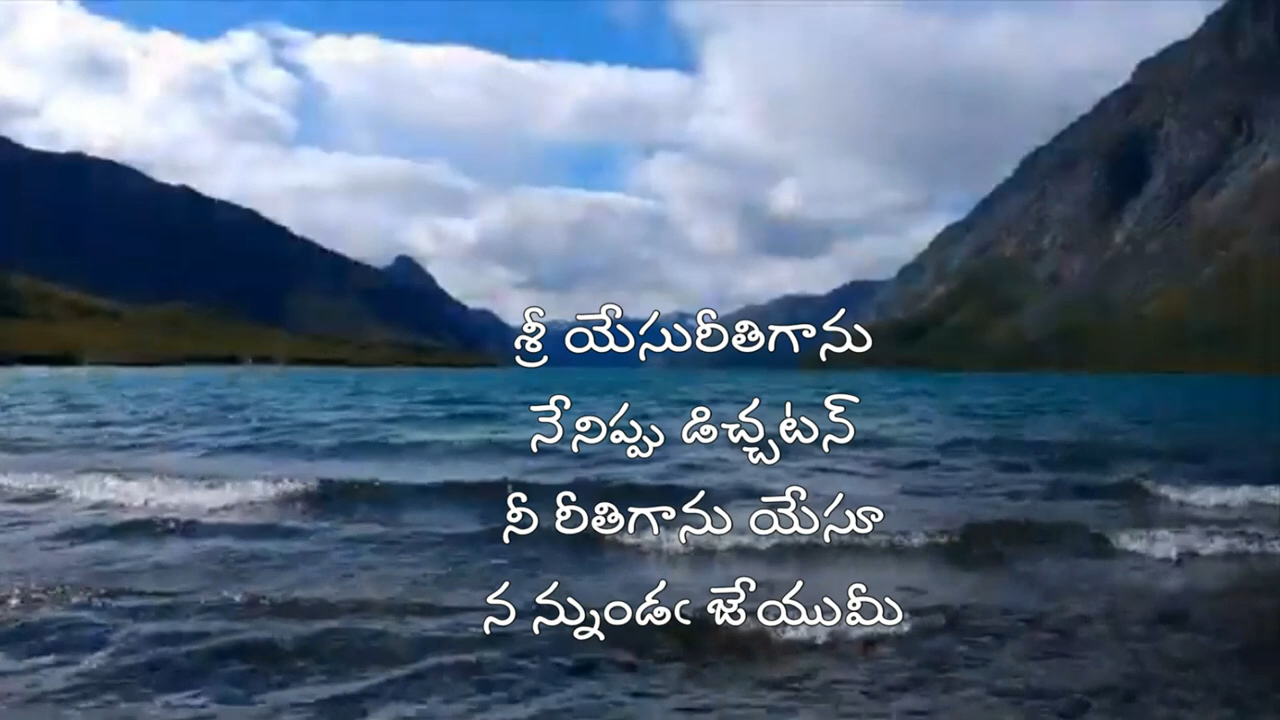 శ్రీ యేసురీతిగాను
నేనిప్పు డిచ్చటన్
నీ రీతిగాను యేసూ
న న్నుండఁ జేయుమీ